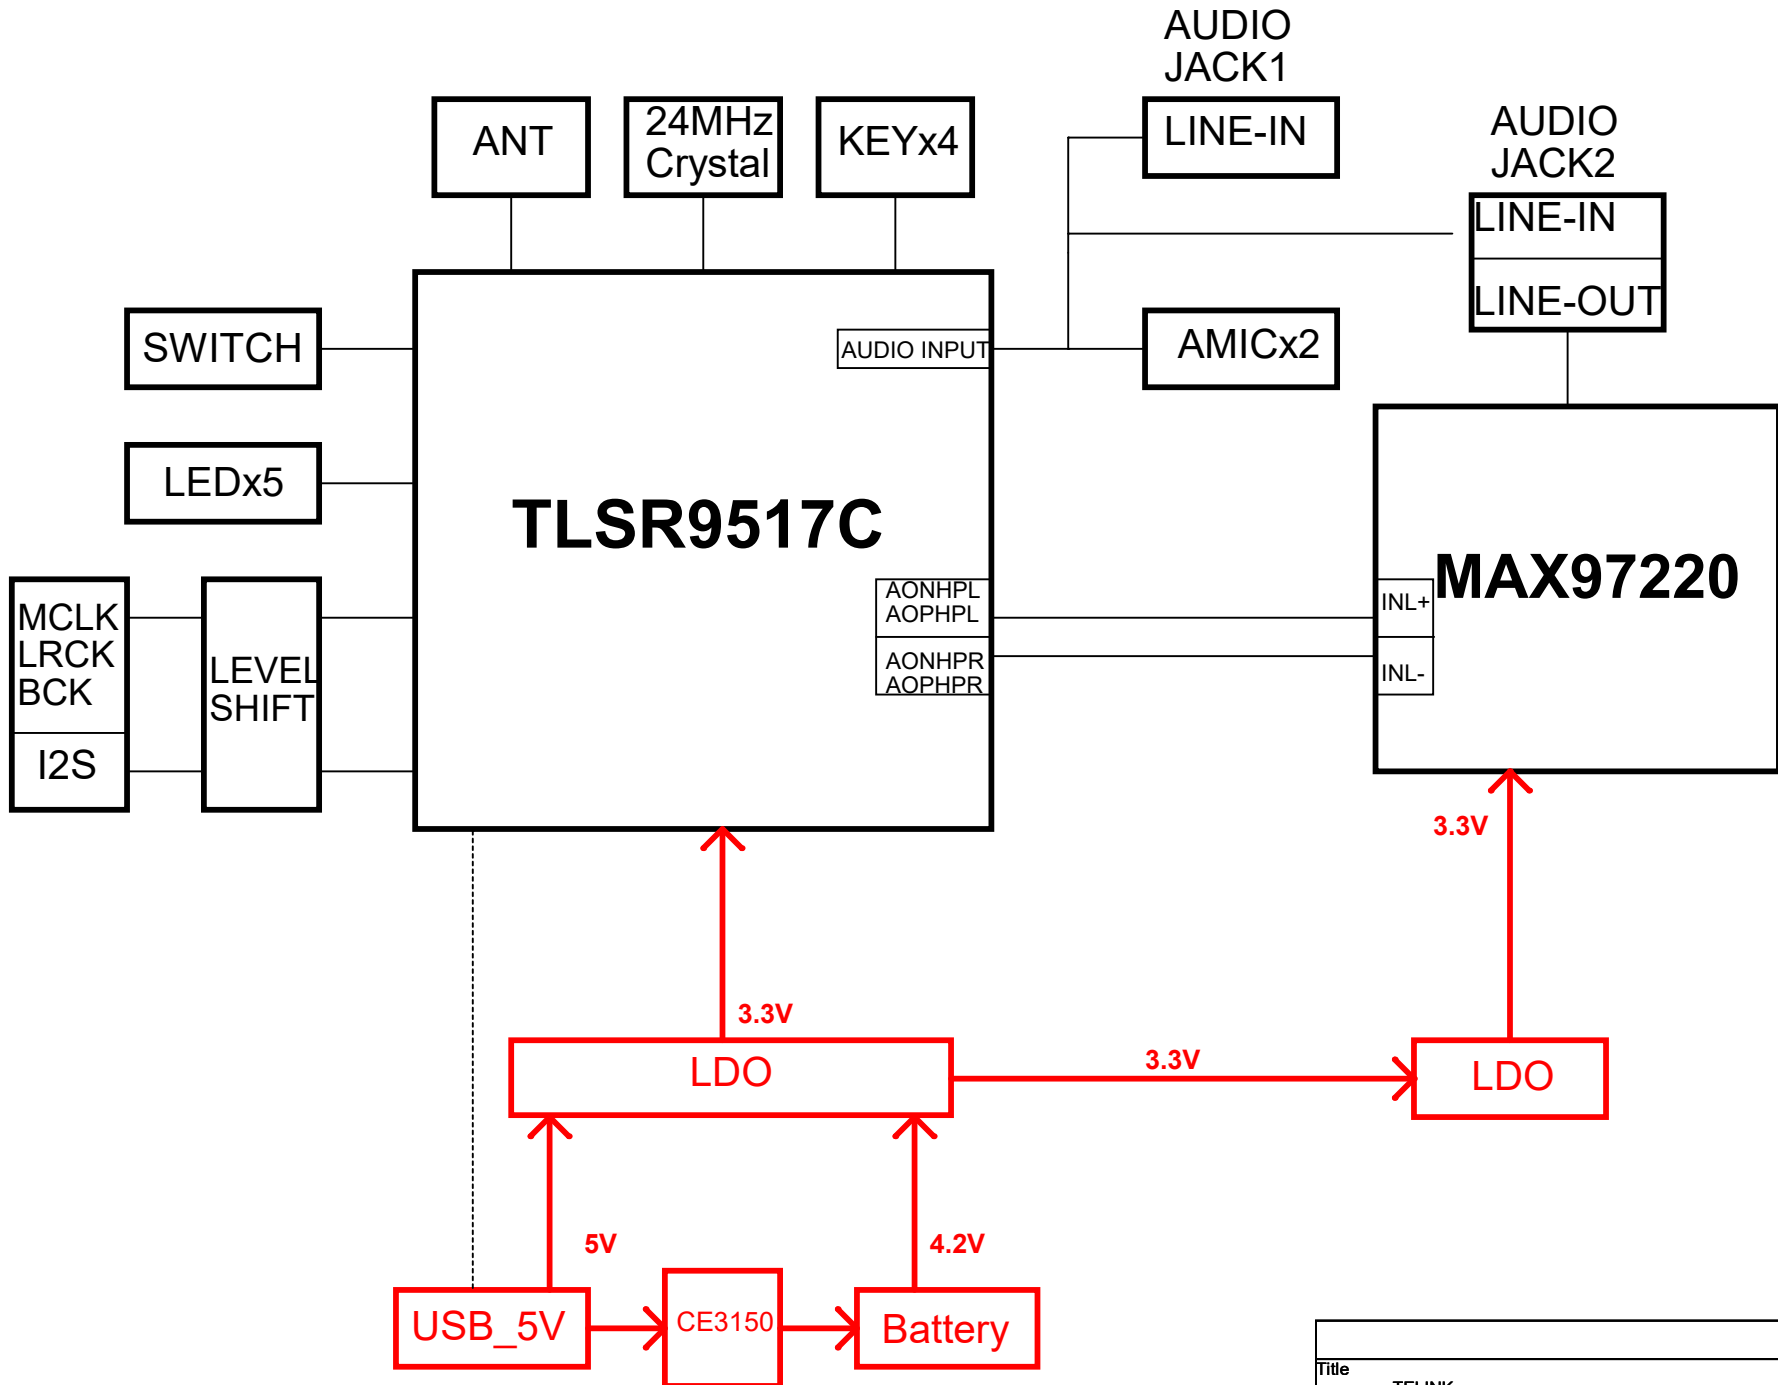 AUDIO
JACK1
ANT
24MHz
Crystal
KEYx4
LINE-IN
AUDIO
JACK2
LINE-IN
LINE-OUT
SWITCH
AUDIO INPUT
AMICx2
LEDx5
TLSR9517C
MCLK
LRCK
BCK
I2S
LEVEL
SHIFT
AONHPL
AOPHPL
AONHPR
AOPHPR
INL+
INL-
MAX97220
3.3V
3.3V
LDO
3.3V
LDO
5V
4.2V
USB_5V
CE3150
Battery
Title
TELINK